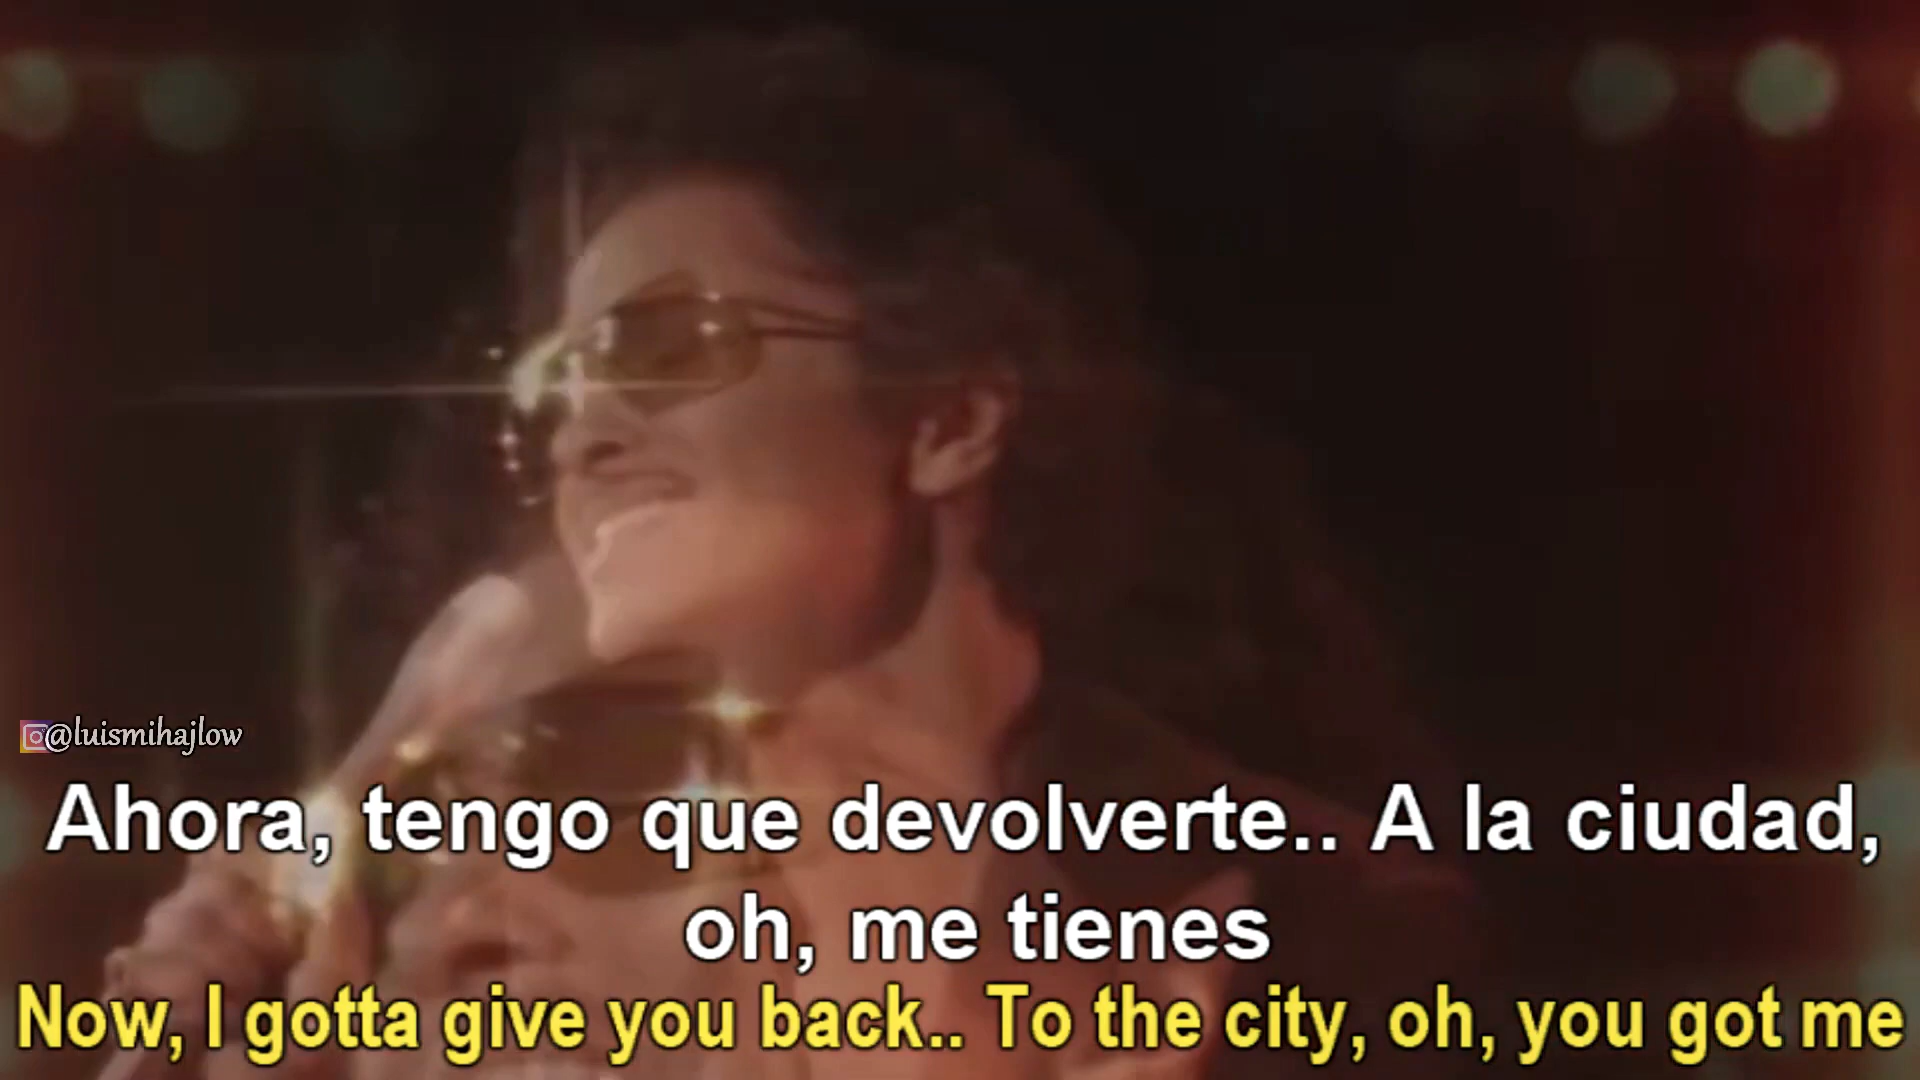 @luismihajlow
Ahora, tengo que devolverte.. A la ciudad,
oh, me tienes
Now, I gotta give you back.. To the city, oh, you got me